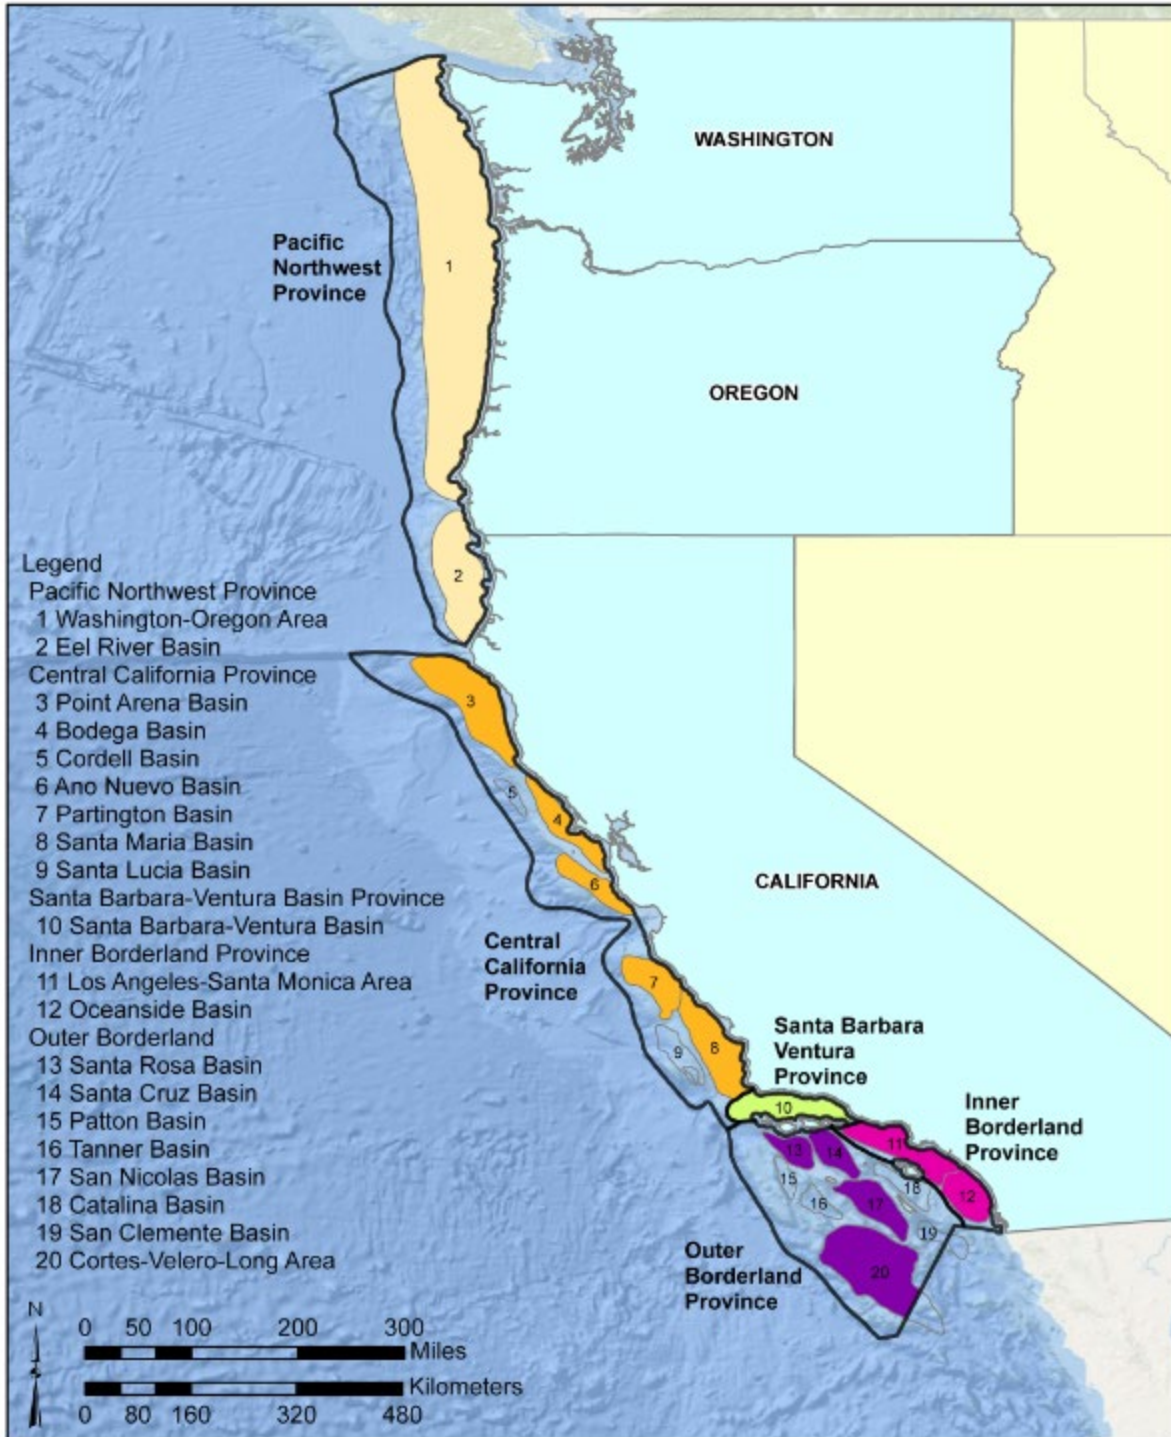 WASHINGTON
Pacific
Northwest
Province
1
OREGON
2
Legend
Pacific Northwest Province
1 Washington-Oregon Area
2 Eel River Basin
Central California Province
3 Point Arena Basin
4 Bodega Basin
5 Cordell Basin
6 Ano Nuevo Basin
7 Partington Basin
8 Santa Maria Basin
9 Santa Lucia Basin
Santa Barbara-Ventura Basin Province
10 Santa Barbara-Ventura Basin
Inner Borderland Province
11 Los Angeles-Santa Monica Area
12 Oceanside Basin
Outer Borderland
13 Santa Rosa Basin
14 Santa Cruz Basin
15 Patton Basin
16 Tanner Basin
17 San Nicolas Basin
18 Catalina Basin
19 San Clemente Basin
20 Cortes-Velero-Long Area
3
5
4
6
CALIFORNIA
Central
California
Province
7
9
8
Santa Barbara
Ventura
Province
10
Inner
Borderland
Province
11
13
14
15
16
17
18
12
19
20
Outer
Borderland
Province
N
0 50 100 200 300
Miles
Kilometers
0 80 160 320 480